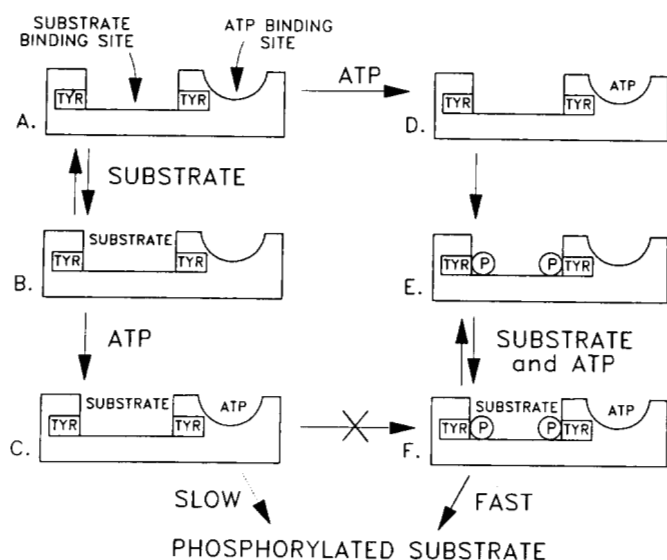 SUBSTRATE
BINDING SITE
ATP BINDING
SITE
TYR
TYR
A.
ATP
TYR
TYR
ATP
D.
SUBSTRATE
SUBSTRATE
TYR
TYR
B.
TYR
P
P
TYR
E.
ATP
SUBSTRATE
and ATP
SUBSTRATE
ATP
TYR
TYR
C.
SUBSTRATE
ATP
TYR
P
P
TYR
F.
SLOW
FAST
PHOSPHORYLATED SUBSTRATE